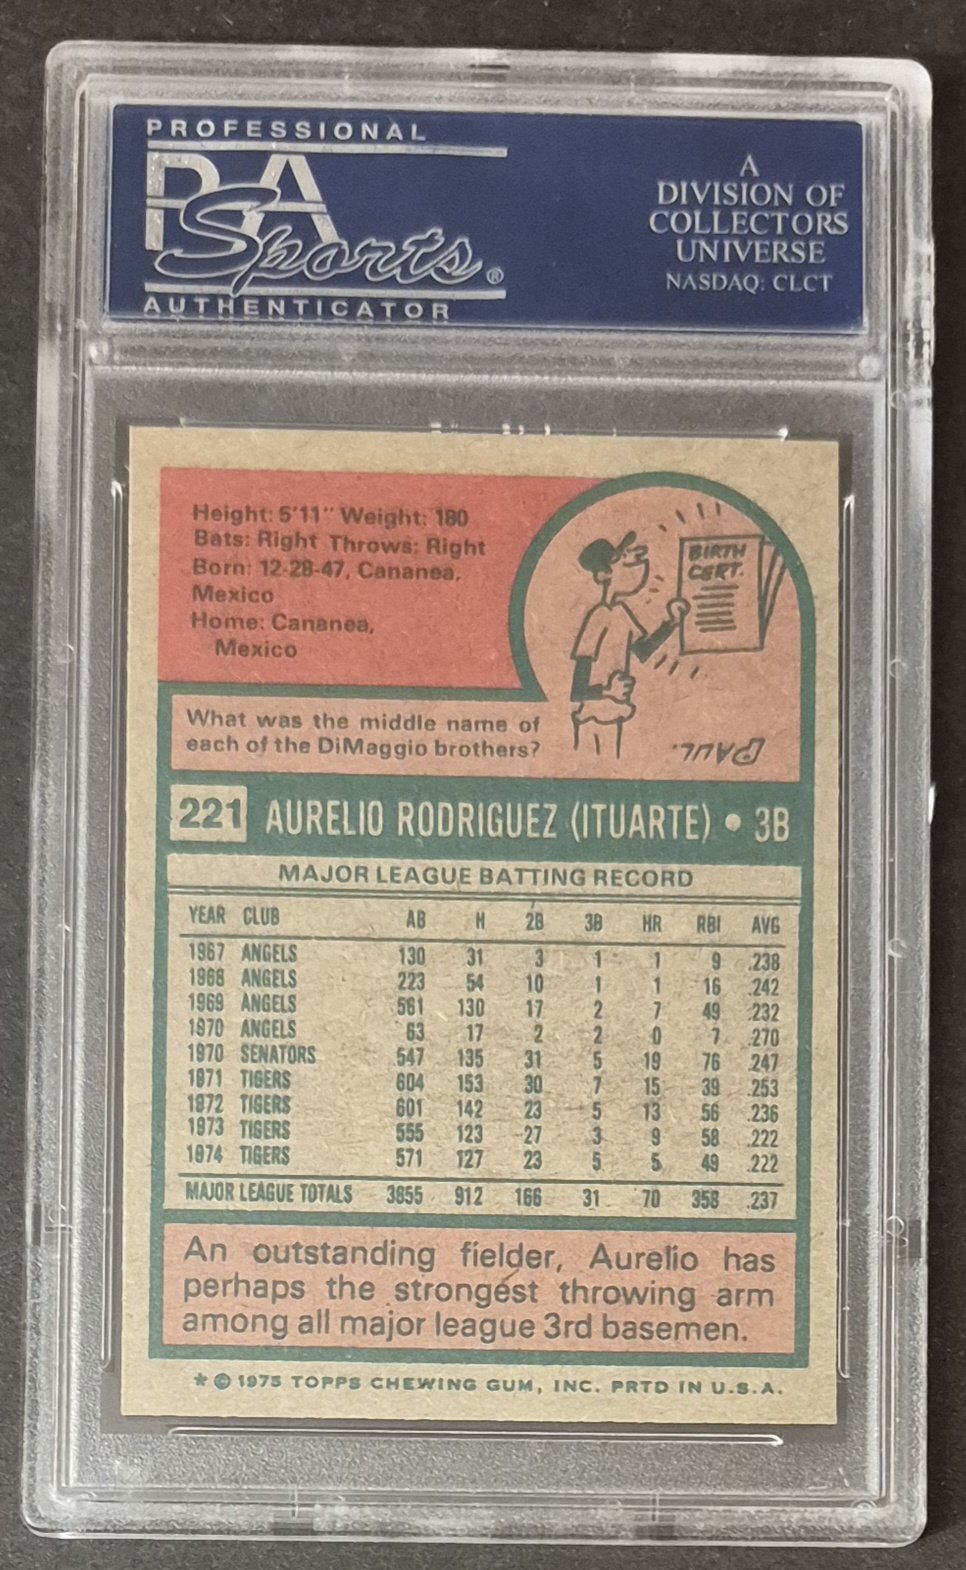 PROFESSIONAL
PSA
Sports®
AUTHENTICATOR
A
DIVISION OF
COLLECTORS
UNIVERSE
NASDAQ: CLCT
Height: 5'11" Weight: 180
Bats: Right Throws: Right
Born: 12-28-47, Cananea,
Mexico
Home: Cananea,
Mexico
BIRTH
CERT.
What was the middle name of
each of the DiMaggio brothers?
PAUL.
221 AURELIO RODRIGUEZ (ITUARTE) • 3B
MAJOR LEAGUE BATTING RECORD
YEAR CLUB AB H 2B 3B HR RBI AVG
1967 ANGELS 130 31 3 1 1 9 .238
1968 ANGELS 223 54 10 1 1 16 .242
1969 ANGELS 561 130 17 2 7 49 .232
1970 ANGELS 63 17 2 2 0 7 .270
1970 SENATORS 547 135 31 5 19 76 .247
1971 TIGERS 604 153 30 7 15 39 .253
1972 TIGERS 601 142 23 5 13 56 .236
1973 TIGERS 555 123 27 3 9 58 .222
1974 TIGERS 571 127 23 5 5 49 .222
MAJOR LEAGUE TOTALS 3855 912 166 31 70 358 .237
An outstanding fielder, Aurelio has
perhaps the strongest throwing arm
among all major league 3rd basemen.
* © 1975 TOPPS CHEWING GUM, INC. PRTD IN U.S.A.